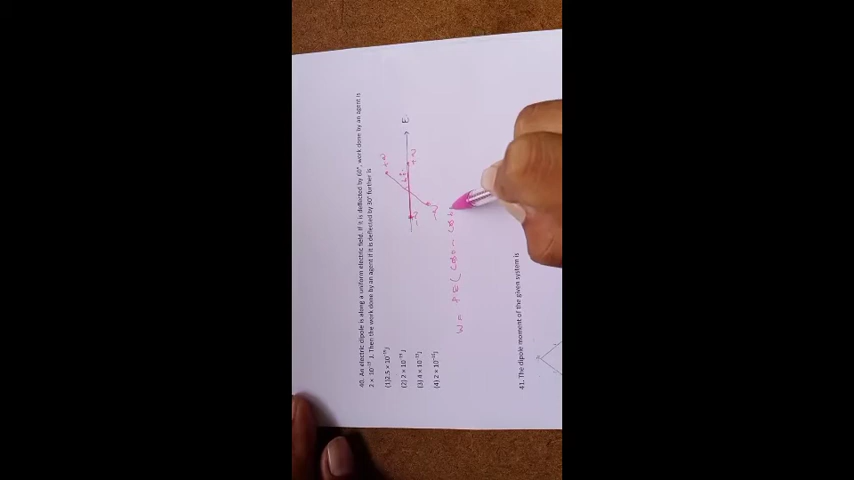 40. An electric dipole is along a uniform electric field. If it is deflected by 60°, work done by an agent is
2 × 10⁻¹⁹ J. Then the work done by an agent if it is deflected by 30° further is
(1)2.5 × 10⁻¹⁹ J
(2) 2 × 10⁻¹⁹ J
(3) 4 × 10⁻¹⁹ J
(4) 2 × 10⁻¹⁶ J
E
W = PE ( Cosθ₁ - Cosθ
41. The dipole moment of the given system is